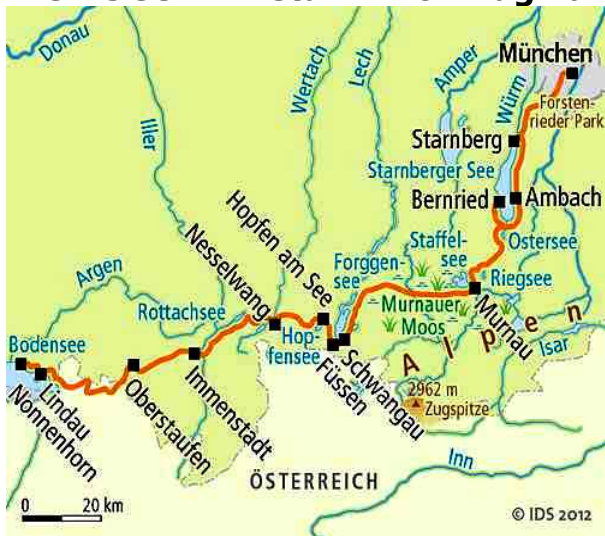 Donau
Iller
Wertach
Lech
Amper
Würm
München
Forsten-
rieder Park
Starnberg
Starnberger See
Bernried
Ambach
Hopfen am See
Nesselwang
Forggen-
see
Staffel-
see
Ostersee
Riegsee
Argen
Rottachsee
Murnauer
Moos
Murnau
Bodensee
Hop-
fensee
Schwangau
Füssen
Alpen
Isar
Lindau
Nonnenhorn
Oberstaufen
Immenstadt
2962 m
Zugspitze
ÖSTERREICH
Inn
0 20 km
© IDS 2012